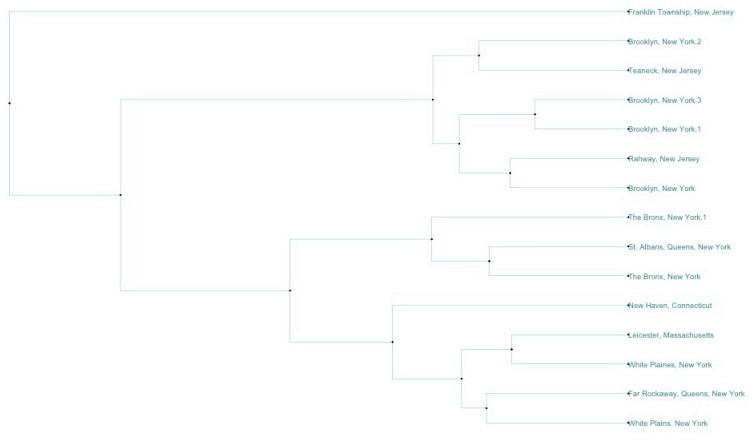 Franklin Township, New Jersey
Brooklyn, New York.2
Teaneck, New Jersey
Brooklyn, New York.3
Brooklyn, New York.1
Rahway, New Jersey
Brooklyn, New York
The Bronx, New York.1
St. Albans, Queens, New York
The Bronx, New York
New Haven, Connecticut
Leicester, Massachusetts
White Plaines, New York
Far Rockaway, Queens, New York
White Plains, New York